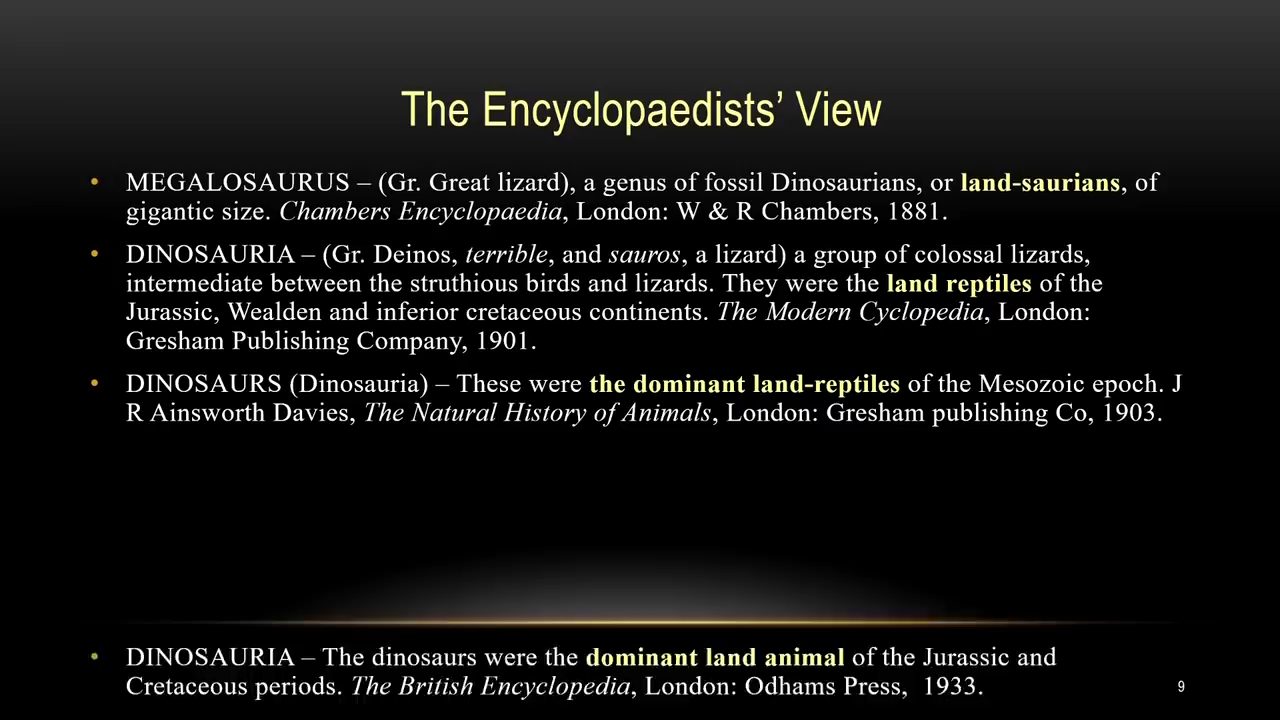 The Encyclopaedists’ View
• MEGALOSAURUS – (Gr. Great lizard), a genus of fossil Dinosaurians, or land-saurians, of
gigantic size. Chambers Encyclopaedia, London: W & R Chambers, 1881.
• DINOSAURIA – (Gr. Deinos, terrible, and sauros, a lizard) a group of colossal lizards,
intermediate between the struthious birds and lizards. They were the land reptiles of the
Jurassic, Wealden and inferior cretaceous continents. The Modern Cyclopedia, London:
Gresham Publishing Company, 1901.
• DINOSAURS (Dinosauria) – These were the dominant land-reptiles of the Mesozoic epoch. J
R Ainsworth Davies, The Natural History of Animals, London: Gresham publishing Co, 1903.
• DINOSAURIA – The dinosaurs were the dominant land animal of the Jurassic and
Cretaceous periods. The British Encyclopedia, London: Odhams Press, 1933.
9